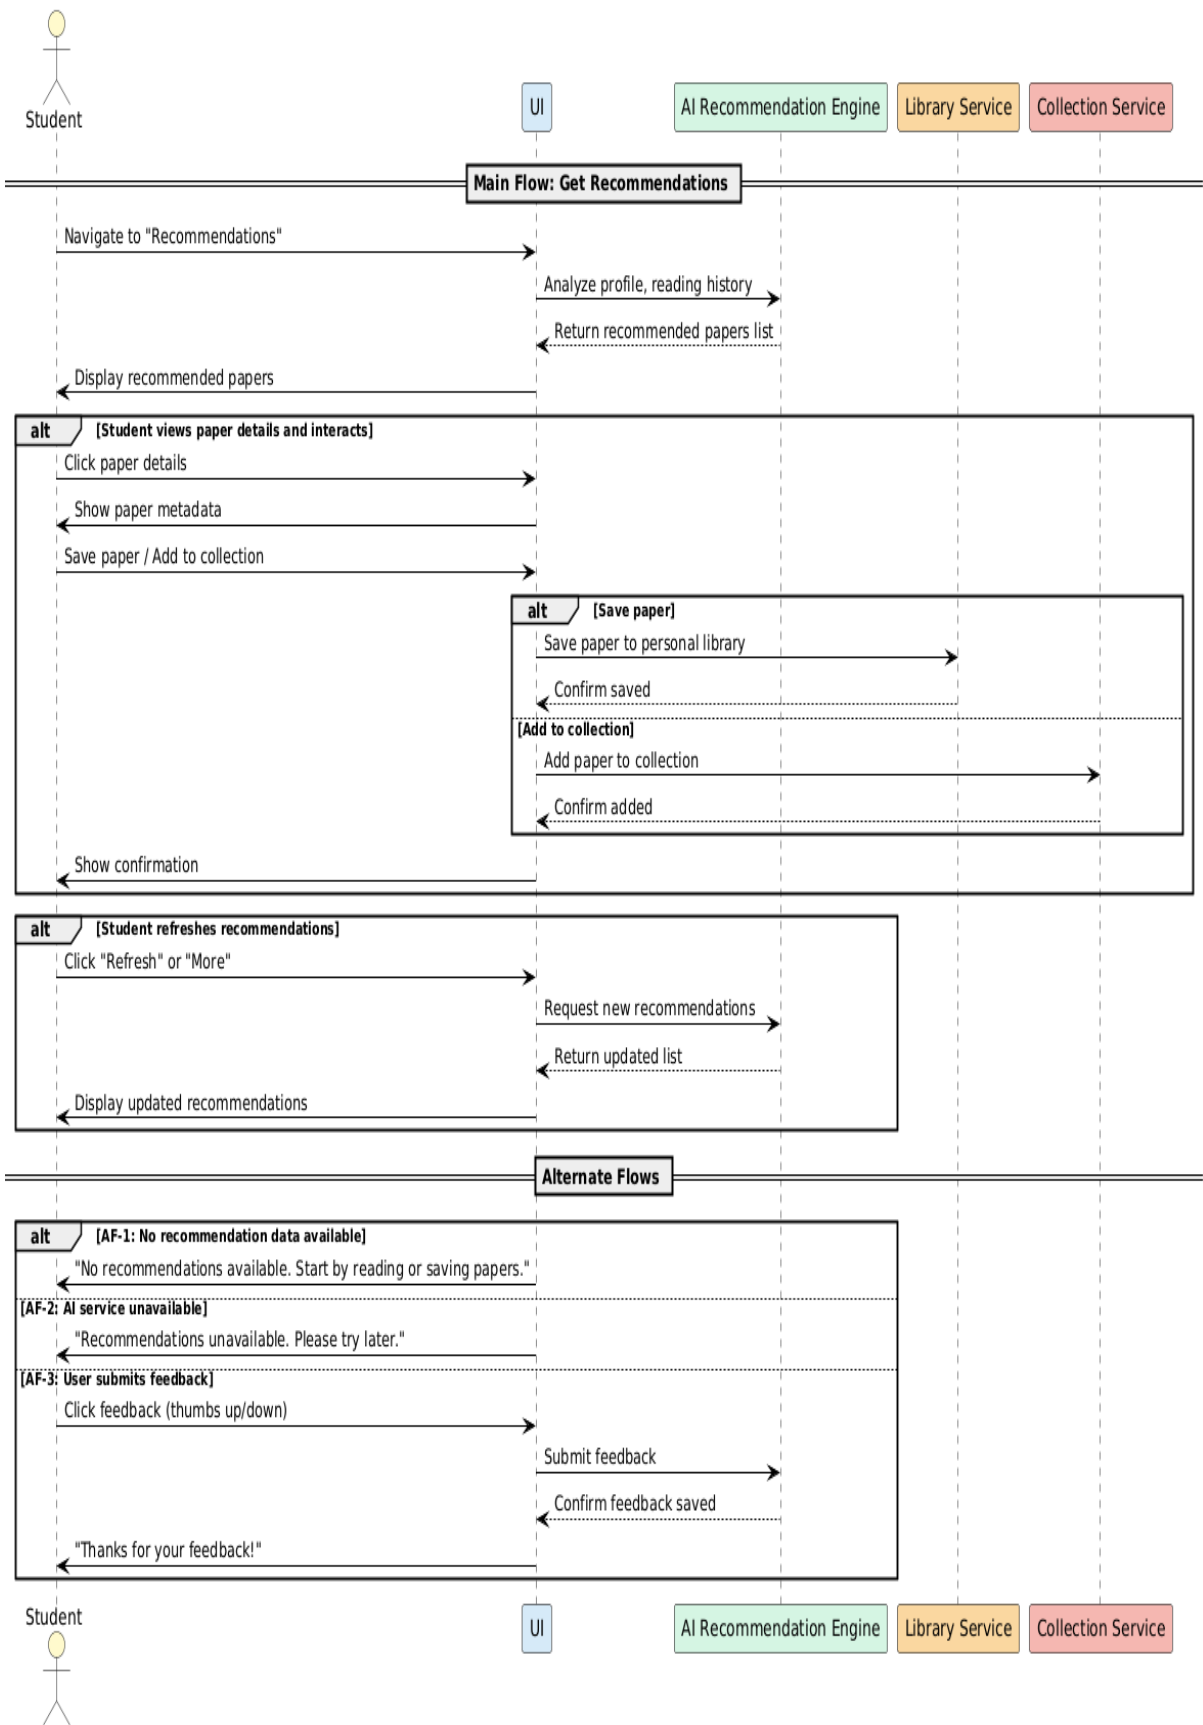 Student
UI
AI Recommendation Engine
Library Service
Collection Service
Main Flow: Get Recommendations
Navigate to "Recommendations"
Analyze profile, reading history
Return recommended papers list
Display recommended papers
alt [Student views paper details and interacts]
Click paper details
Show paper metadata
Save paper / Add to collection
alt [Save paper]
Save paper to personal library
Confirm saved
[Add to collection]
Add paper to collection
Confirm added
Show confirmation
alt [Student refreshes recommendations]
Click "Refresh" or "More"
Request new recommendations
Return updated list
Display updated recommendations
Alternate Flows
alt [AF-1: No recommendation data available]
"No recommendations available. Start by reading or saving papers."
[AF-2: AI service unavailable]
"Recommendations unavailable. Please try later."
[AF-3: User submits feedback]
Click feedback (thumbs up/down)
Submit feedback
Confirm feedback saved
"Thanks for your feedback!"
Student
UI
AI Recommendation Engine
Library Service
Collection Service